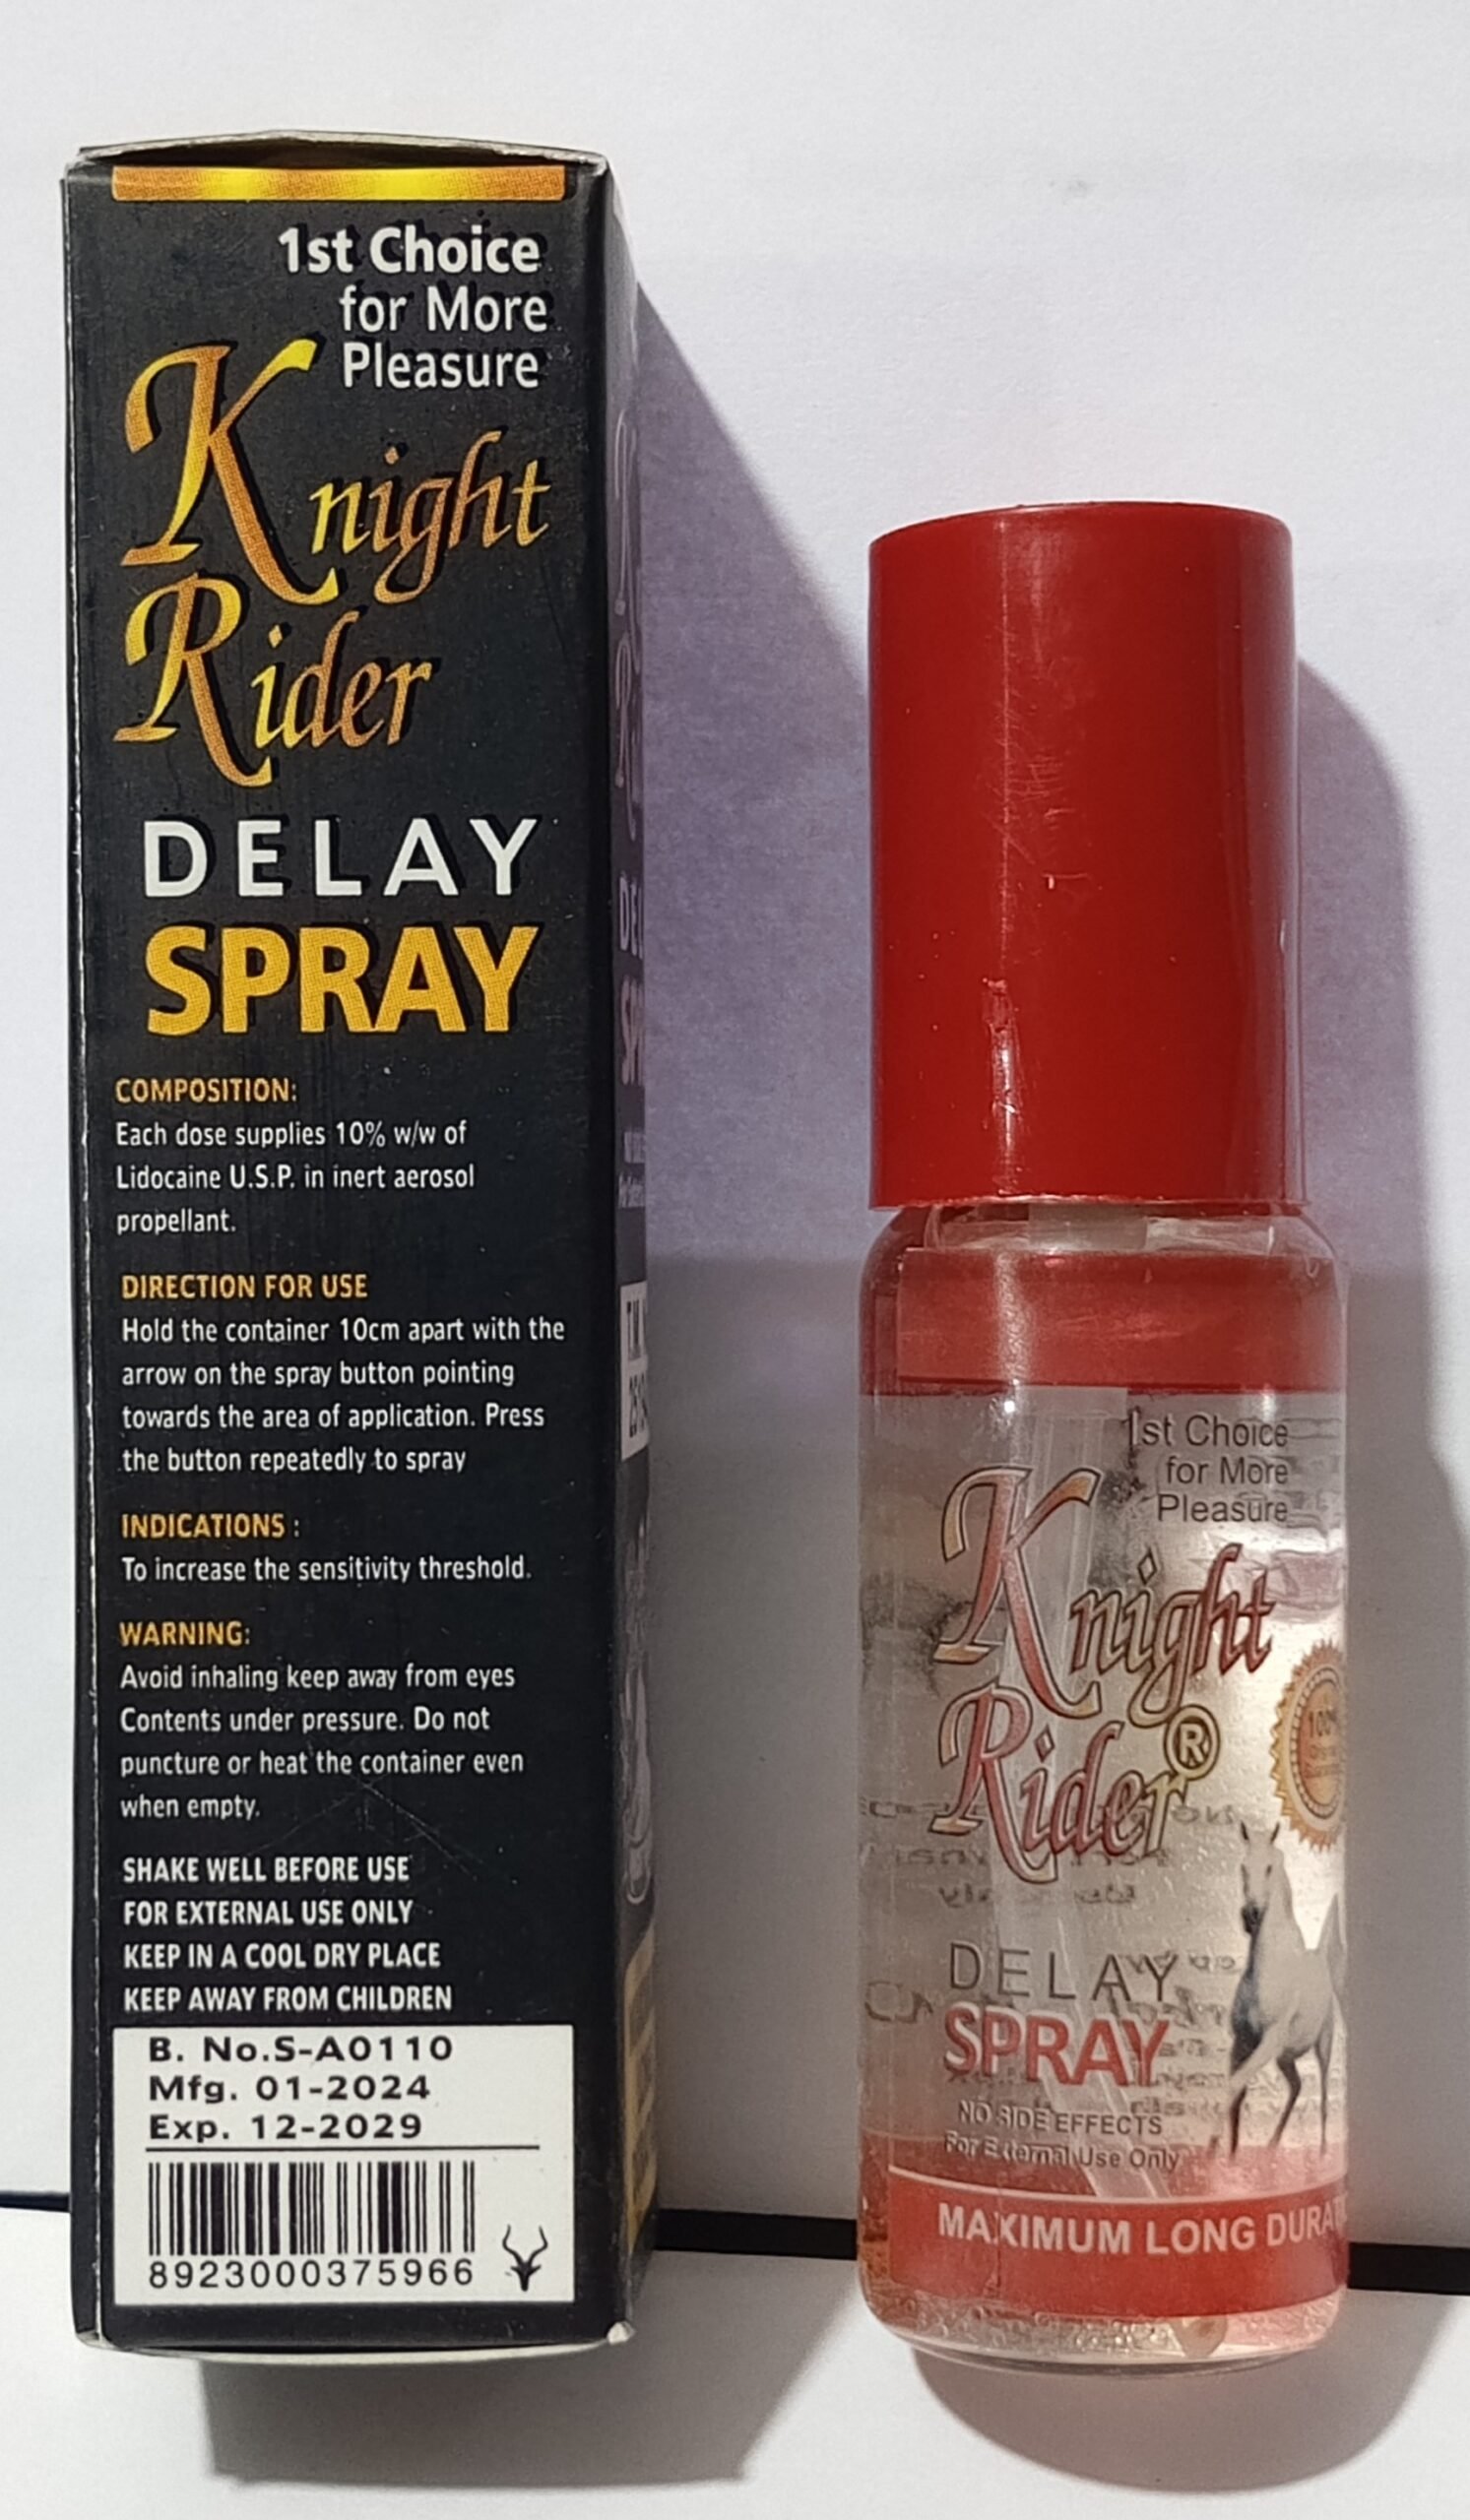 1st Choice
for More
Pleasure
Knight
Rider
DELAY
SPRAY
COMPOSITION:
Each dose supplies 10% w/w of
Lidocaine U.S.P. in inert aerosol
propellant.
DIRECTION FOR USE
Hold the container 10cm apart with the
arrow on the spray button pointing
towards the area of application. Press
the button repeatedly to spray
INDICATIONS :
To increase the sensitivity threshold.
WARNING:
Avoid inhaling keep away from eyes
Contents under pressure. Do not
puncture or heat the container even
when empty.
SHAKE WELL BEFORE USE
FOR EXTERNAL USE ONLY
KEEP IN A COOL DRY PLACE
KEEP AWAY FROM CHILDREN
B. No.S-A0110
Mfg. 01-2024
Exp. 12-2029
8923000375966
1st Choice
for More
Pleasure
Knight
Rider®
DELAY
SPRAY
NO SIDE EFFECTS
For External Use Only
MAXIMUM LONG
100%